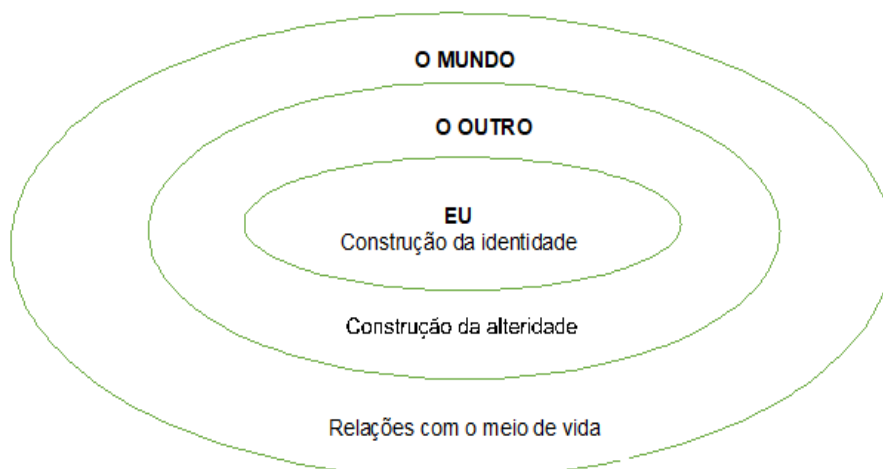 O MUNDO
O OUTRO
EU
Construção da identidade
Construção da alteridade
Relações com o meio de vida